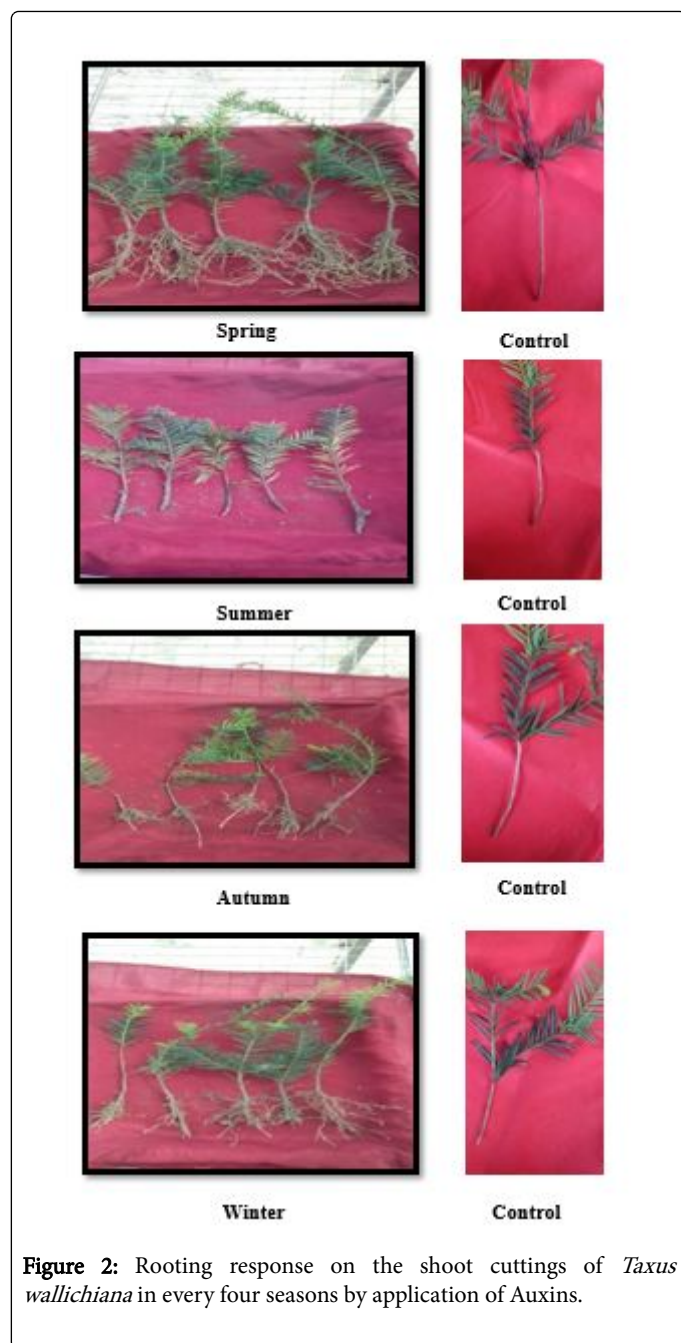 Spring
Control
Summer
Control
Autumn
Control
Winter
Control
Figure 2: Rooting response on the shoot cuttings of Taxus
wallichiana in every four seasons by application of Auxins.